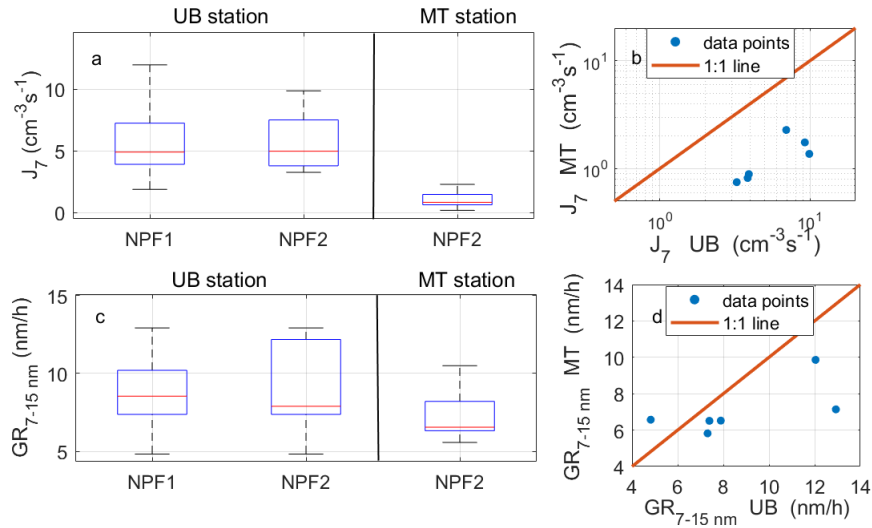 UB station MT station
a
J7 (cm-3s-1)
10
5
0
NPF1 NPF2 NPF2
b
data points
1:1 line
J7 MT (cm-3s-1)
10^1
10^0
10^0 10^1
J7 UB (cm-3s-1)
UB station MT station
c
GR7-15 nm (nm/h)
15
10
5
NPF1 NPF2 NPF2
d
data points
1:1 line
GR7-15 nm MT (nm/h)
14
12
10
8
6
4
4 6 8 10 12 14
GR7-15 nm UB (nm/h)